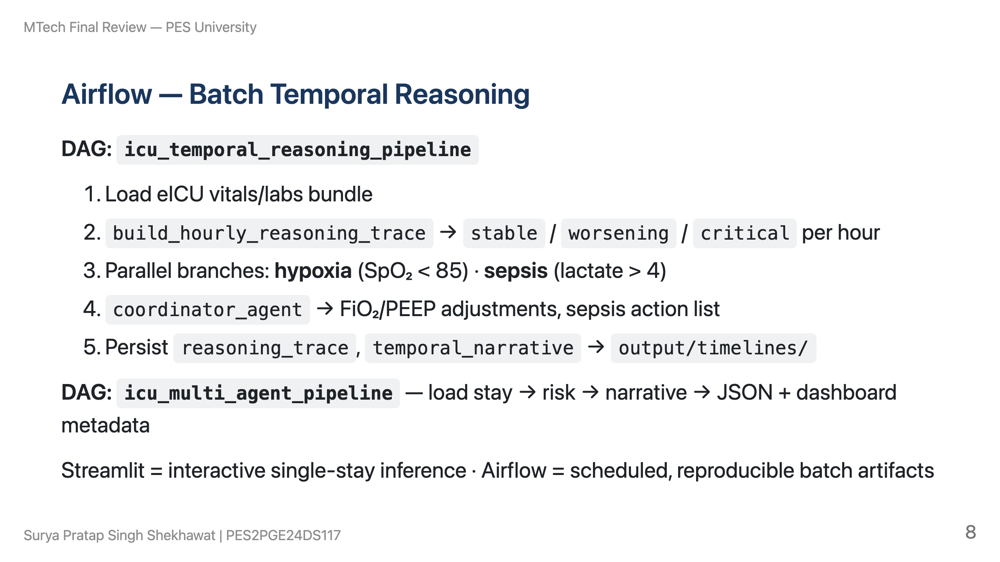 MTech Final Review — PES University
Airflow — Batch Temporal Reasoning
DAG: icu_temporal_reasoning_pipeline
1. Load eICU vitals/labs bundle
2. build_hourly_reasoning_trace → stable / worsening / critical per hour
3. Parallel branches: hypoxia (SpO₂ < 85) · sepsis (lactate > 4)
4. coordinator_agent → FiO₂/PEEP adjustments, sepsis action list
5. Persist reasoning_trace, temporal_narrative → output/timelines/
DAG: icu_multi_agent_pipeline — load stay → risk → narrative → JSON + dashboard
metadata
Streamlit = interactive single-stay inference · Airflow = scheduled, reproducible batch artifacts
Surya Pratap Singh Shekhawat | PES2PGE24DS117
8